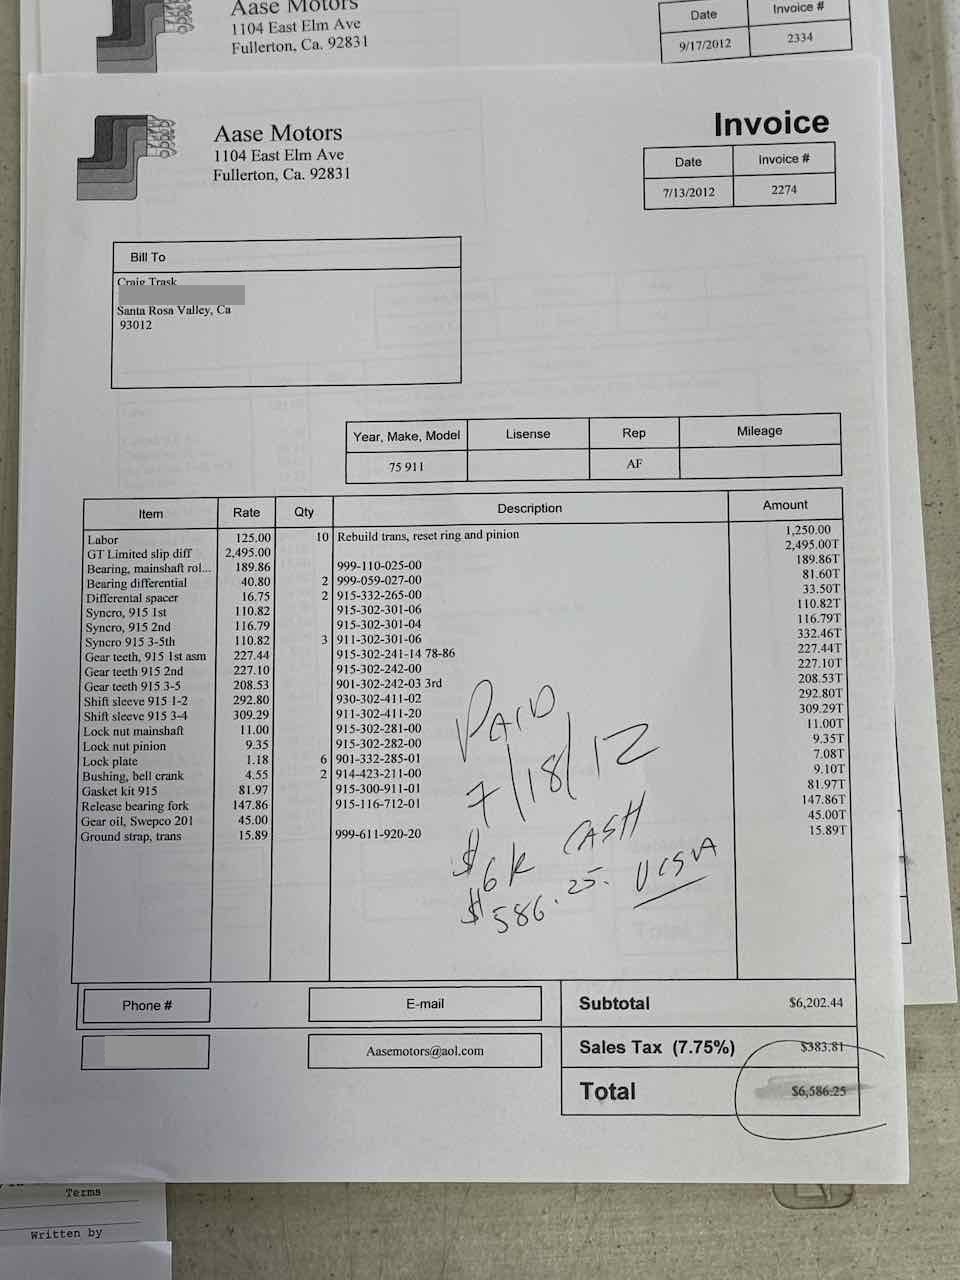 Aase Motors
1104 East Elm Ave
Fullerton, Ca. 92831
Date Invoice #
9/17/2012 2334
Aase Motors
1104 East Elm Ave
Fullerton, Ca. 92831
Invoice
Date Invoice #
7/13/2012 2274
Bill To
Craig Trask
Santa Rosa Valley, Ca
93012
Year, Make, Model Lisense Rep Mileage
75 911 AF
Item Rate Qty Description Amount
Labor 125.00 10 Rebuild trans, reset ring and pinion 1,250.00
GT Limited slip diff 2,495.00 2,495.00T
Bearing, mainshaft rol... 189.86 999-110-025-00 189.86T
Bearing differential 40.80 2 999-059-027-00 81.60T
Differental spacer 16.75 2 915-332-265-00 33.50T
Syncro, 915 1st 110.82 915-302-301-06 110.82T
Syncro, 915 2nd 116.79 915-302-301-04 116.79T
Syncro 915 3-5th 110.82 3 911-302-301-06 332.46T
Gear teeth, 915 1st asm 227.44 915-302-241-14 78-86 227.44T
Gear teeth 915 2nd 227.10 915-302-242-00 227.10T
Gear teeth 915 3-5 208.53 901-302-242-03 3rd 208.53T
Shift sleeve 915 1-2 292.80 930-302-411-02 292.80T
Shift sleeve 915 3-4 309.29 911-302-411-20 309.29T
Lock nut mainshaft 11.00 915-302-281-00 11.00T
Lock nut pinion 9.35 915-302-282-00 9.35T
Lock plate 1.18 6 901-332-285-01 7.08T
Bushing, bell crank 4.55 2 914-423-211-00 9.10T
Gasket kit 915 81.97 915-300-911-01 81.97T
Release bearing fork 147.86 915-116-712-01 147.86T
Gear oil, Swepco 201 45.00 45.00T
Ground strap, trans 15.89 999-611-920-20 15.89T
PAID
7/18/12
$6K CASH
$586.25. VISA
Phone # E-mail
Aasemotors@aol.com
Subtotal $6,202.44
Sales Tax (7.75%) $383.81
Total $6,586.25
Terms
Written by